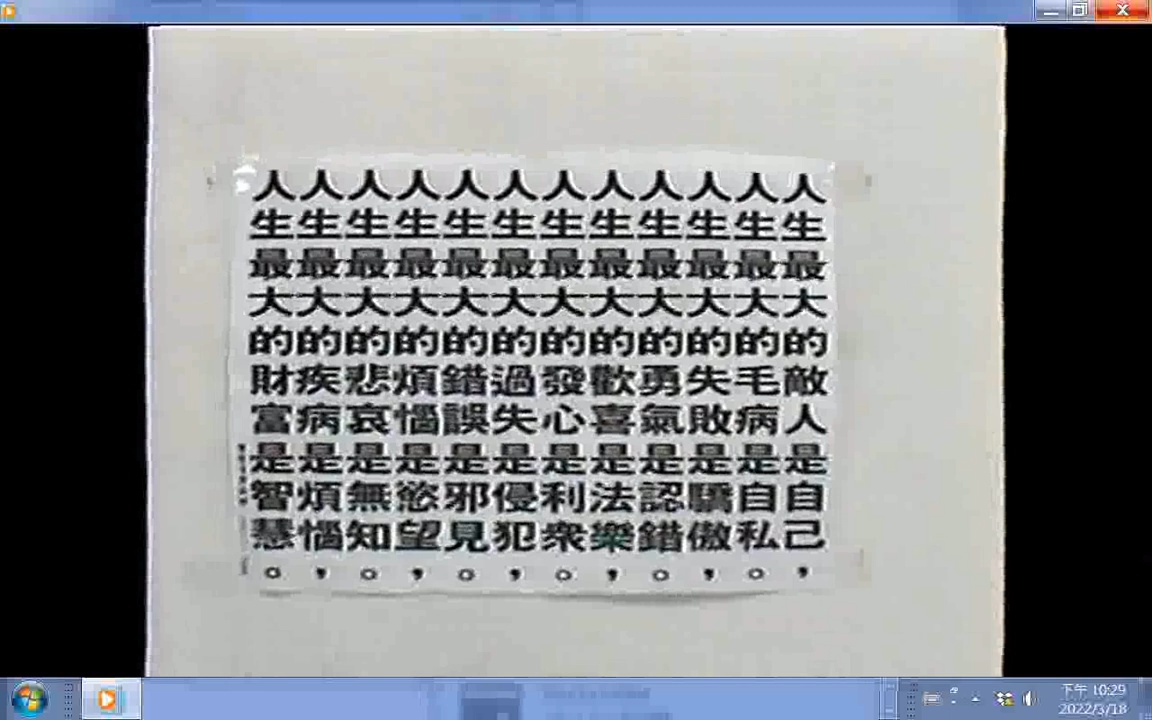 人生最大的敵人是自己，
人生最大的毛病是自私。
人生最大的失敗是驕傲，
人生最大的勇氣是認錯。
人生最大的歡喜是法樂，
人生最大的發心是利眾。
人生最大的過失是侵犯，
人生最大的錯誤是邪見。
人生最大的煩惱是慾望，
人生最大的悲哀是無知。
人生最大的疾病是煩惱，
人生最大的財富是智慧。
下午 10:29
2022/3/18